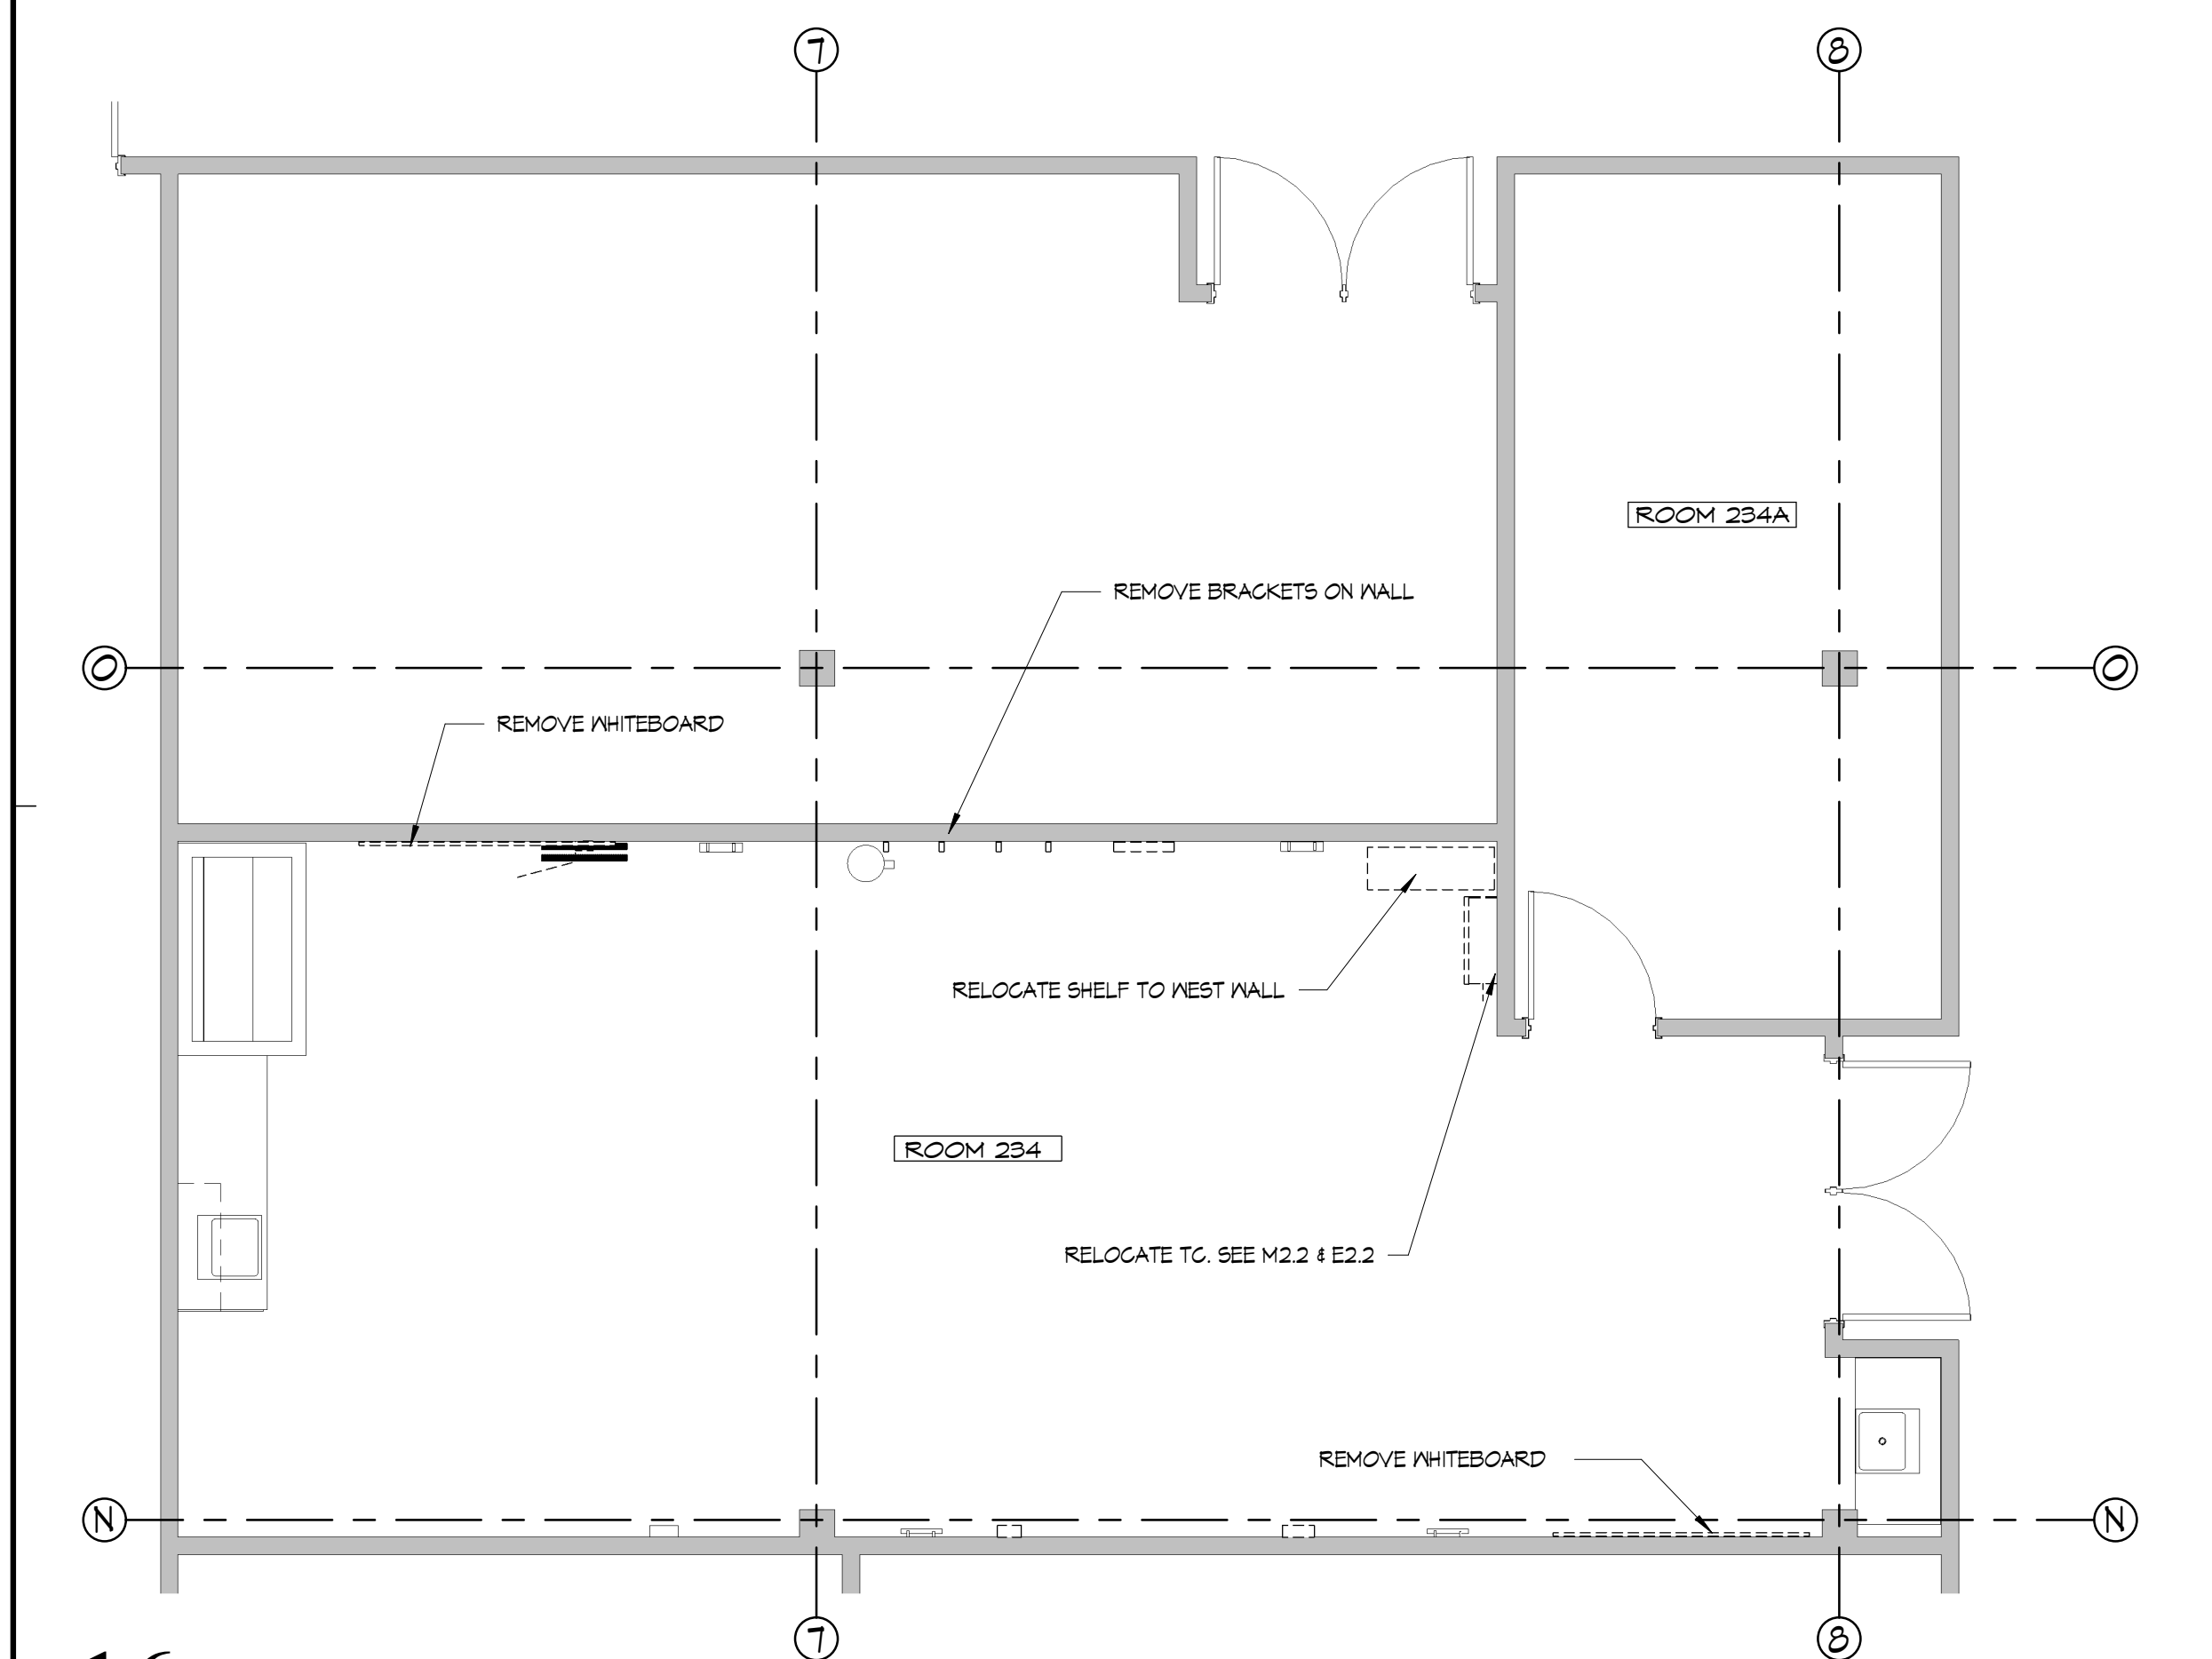 7
8
ROOM 234A
REMOVE BRACKETS ON WALL
O
O
REMOVE WHITEBOARD
RELOCATE SHELF TO WEST WALL
ROOM 234
RELOCATE TC. SEE M2.2 & E2.2
REMOVE WHITEBOARD
N
N
7
8